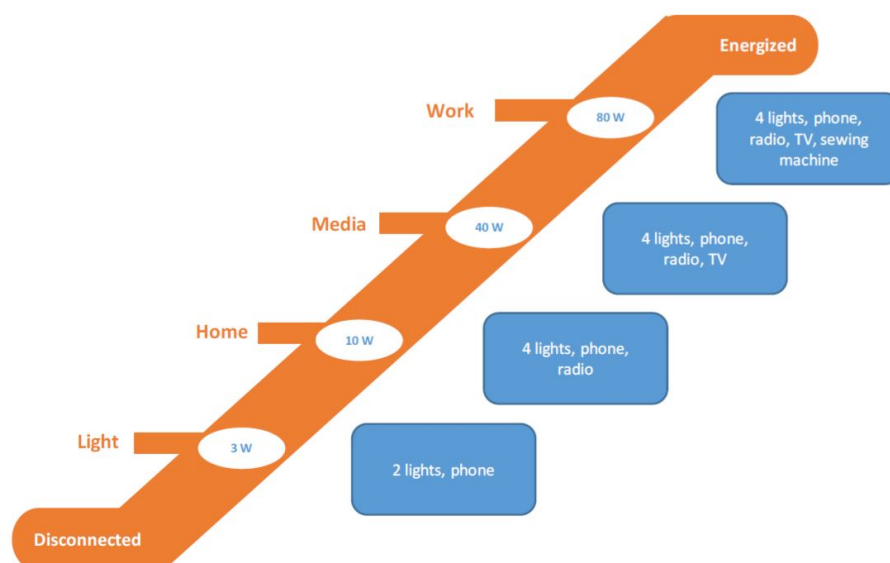 Energized
Work
80 W
4 lights, phone,
radio, TV, sewing
machine
Media
40 W
4 lights, phone,
radio, TV
Home
10 W
4 lights, phone,
radio
Light
3 W
2 lights, phone
Disconnected